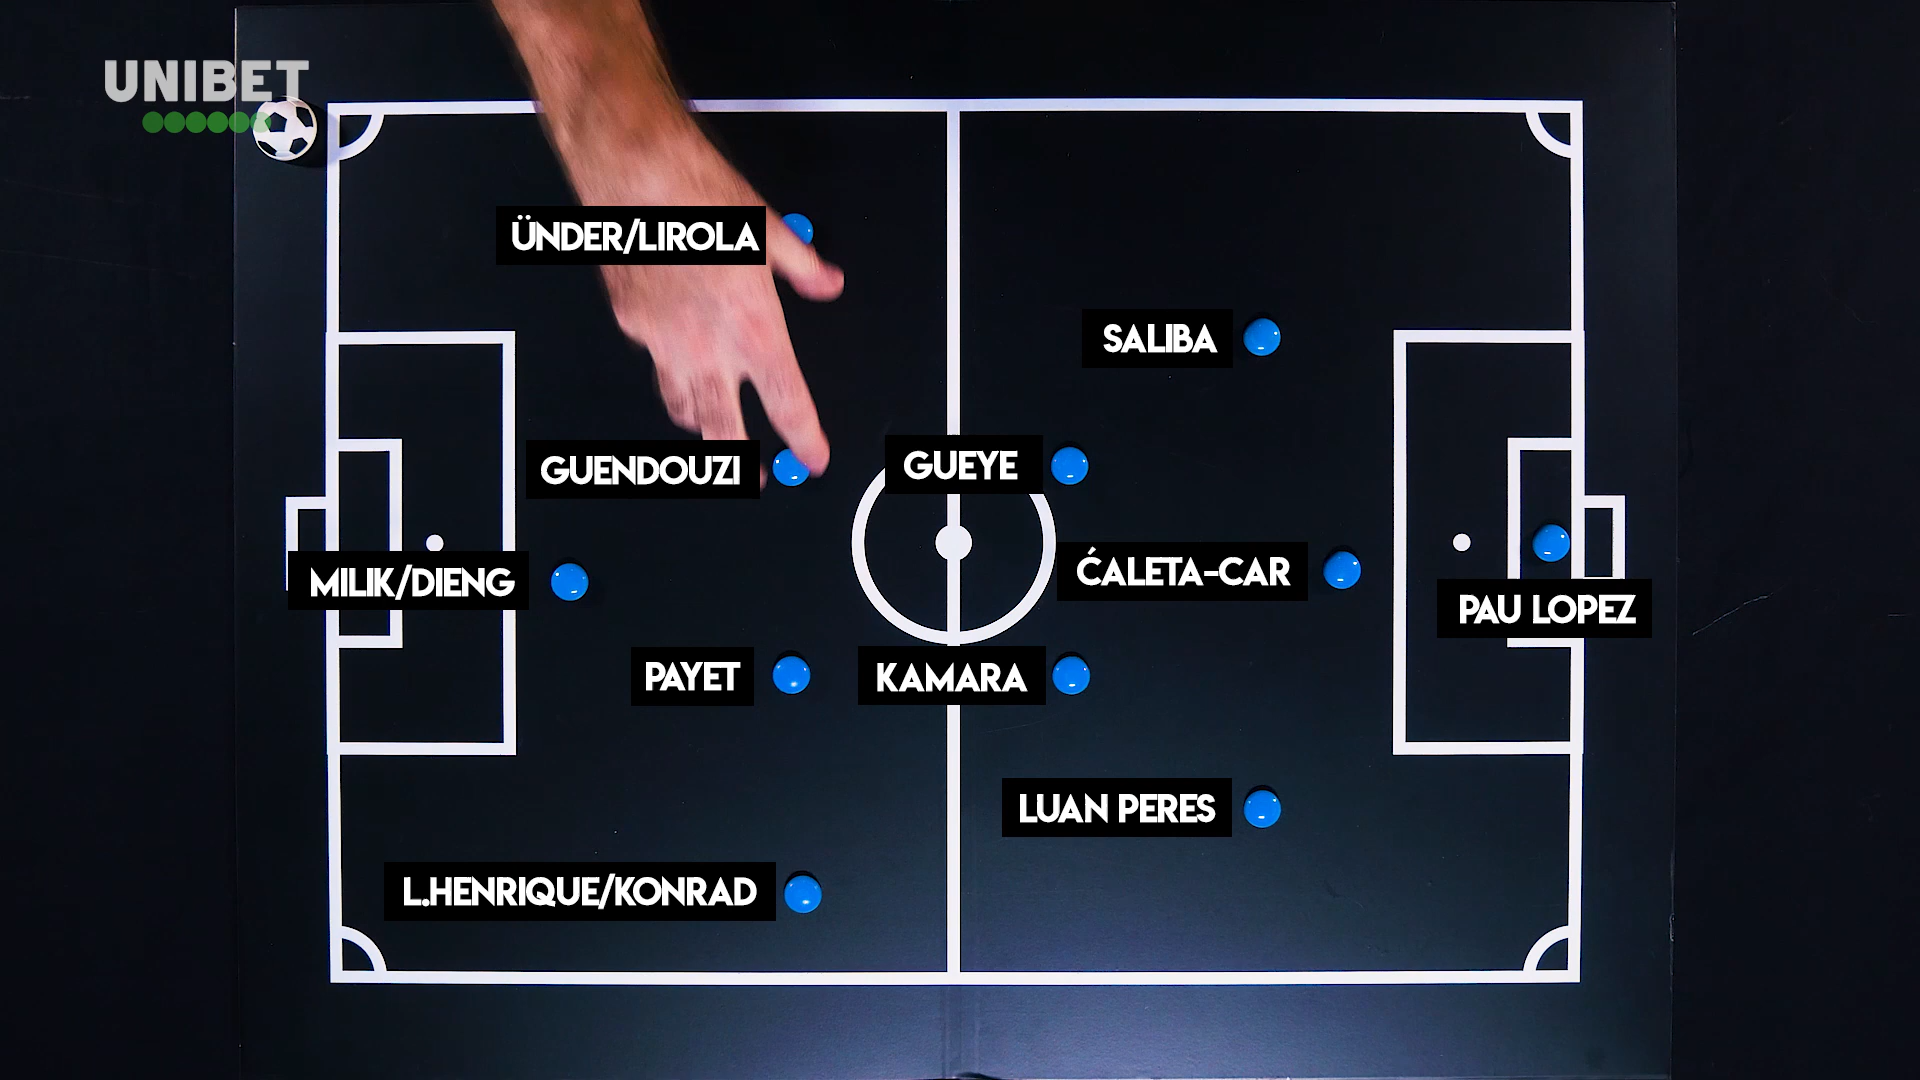 UNIBET
ÜNDER/LIROLA
SALIBA
GUENDOUZI
GUEYE
MILIK/DIENG
ĆALETA-CAR
PAU LOPEZ
PAYET
KAMARA
LUAN PERES
L.HENRIQUE/KONRAD